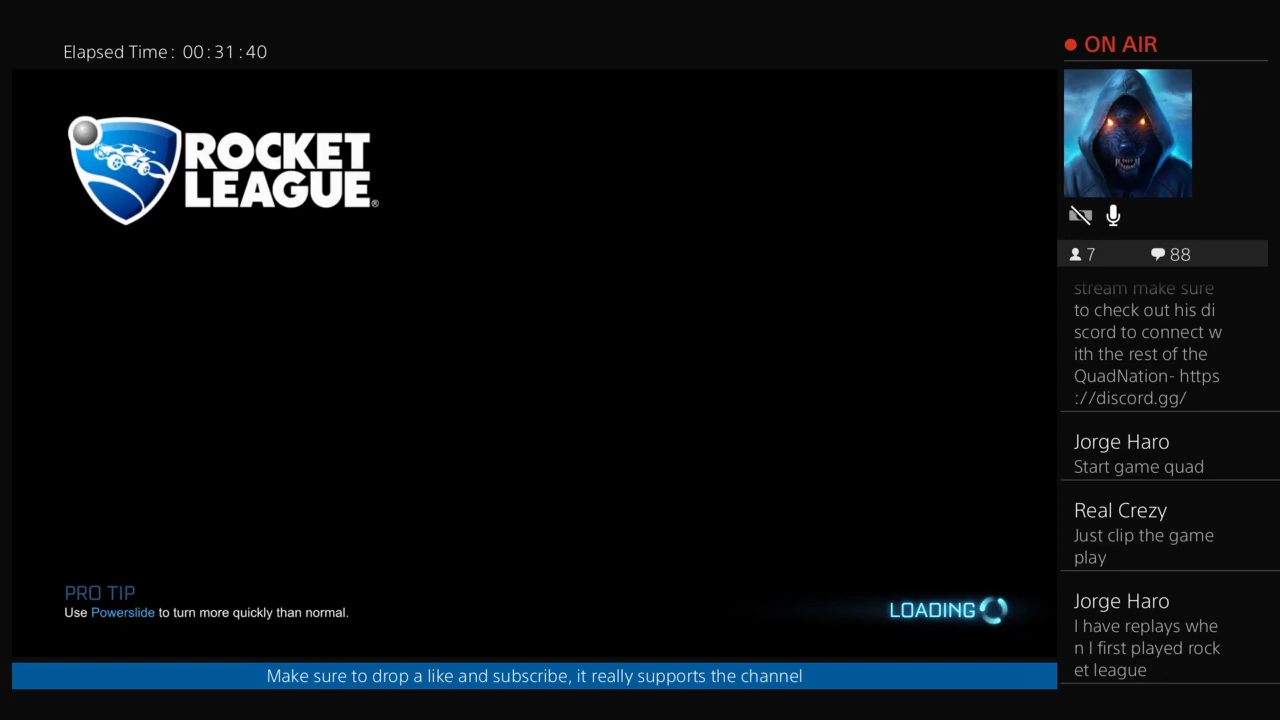 Elapsed Time: 00:31:40
ON AIR
ROCKET
LEAGUE®
7 88
stream make sure
to check out his di
scord to connect w
ith the rest of the
QuadNation- https
://discord.gg/
Jorge Haro
Start game quad
Real Crezy
Just clip the game
play
Jorge Haro
I have replays whe
n I first played rock
et league
PRO TIP
Use Powerslide to turn more quickly than normal.
LOADING
Make sure to drop a like and subscribe, it really supports the channel